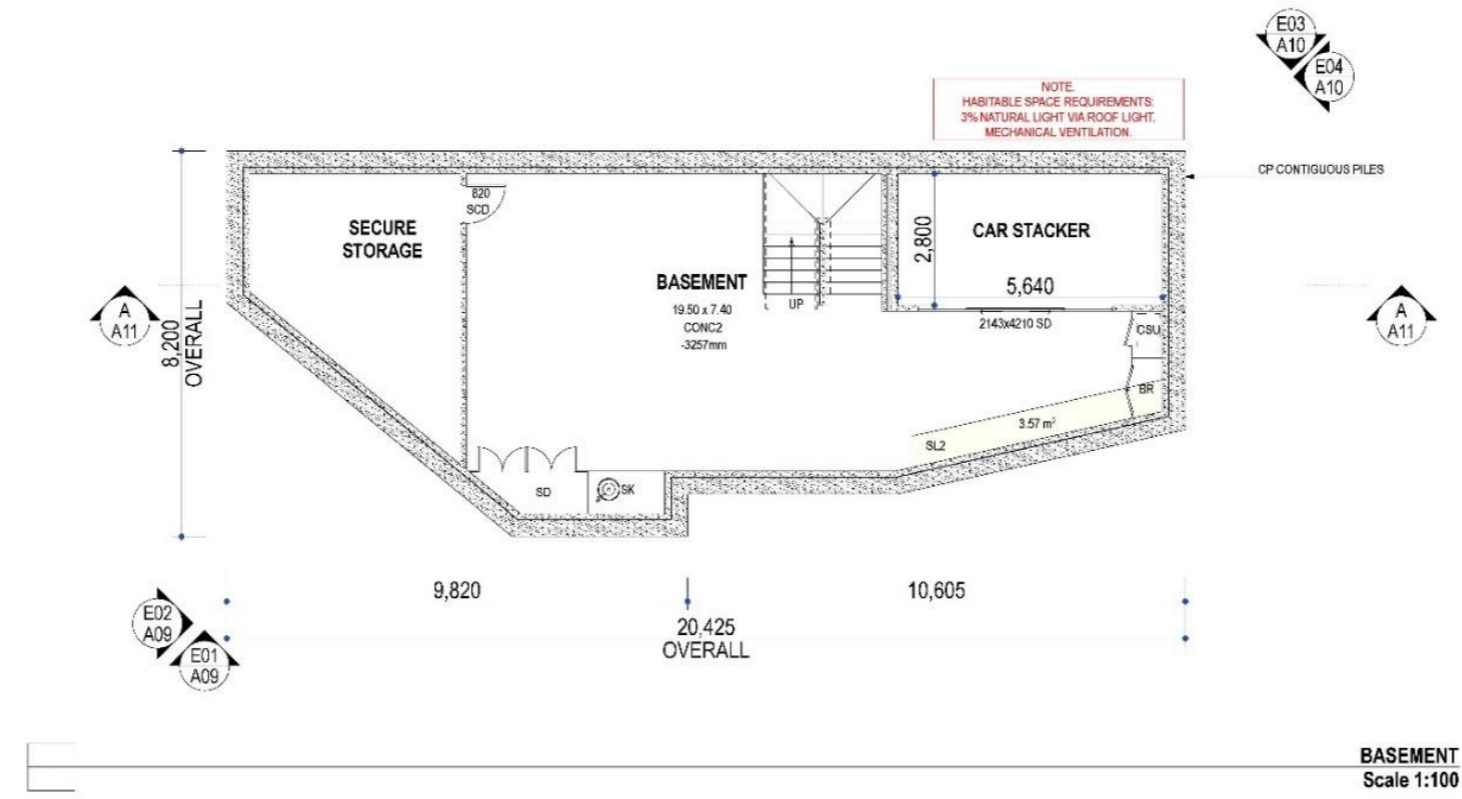 E03
A10
E04
A10
NOTE.
HABITABLE SPACE REQUIREMENTS:
3% NATURAL LIGHT VIA ROOF LIGHT.
MECHANICAL VENTILATION.
CP CONTIGUOUS PILES
820
SCD
SECURE
STORAGE
BASEMENT
19.50 x 7.40
CONC2
-3257mm
UP
2,800
CAR STACKER
5,640
2143x4210 SD
CSU
BR
3.57 m²
SL2
SD
SK
A
A11
8,200
OVERALL
A
A11
9,820
10,605
20,425
OVERALL
E02
A09
E01
A09
BASEMENT
Scale 1:100